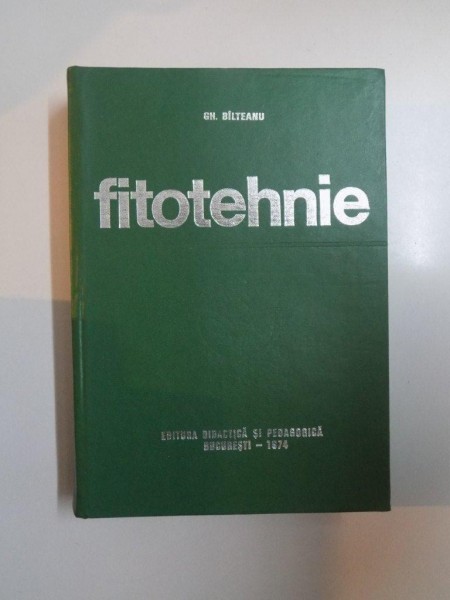 GH. BÎLTEANU
fitotehnie
EDITURA DIDACTICĂ ŞI PEDAGOGICĂ
BUCUREŞTI – 1974